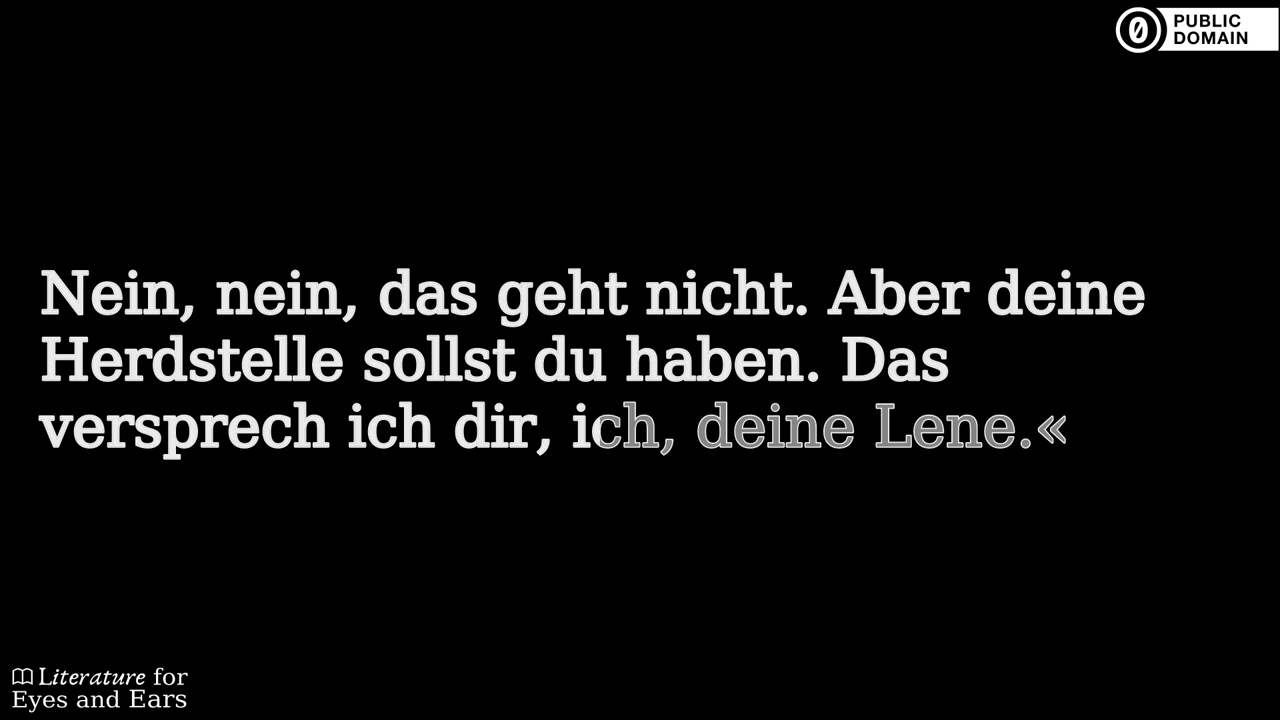 PUBLIC
DOMAIN
Nein, nein, das geht nicht. Aber deine
Herdstelle sollst du haben. Das
versprech ich dir, ich, deine Lene.«
Literature for
Eyes and Ears